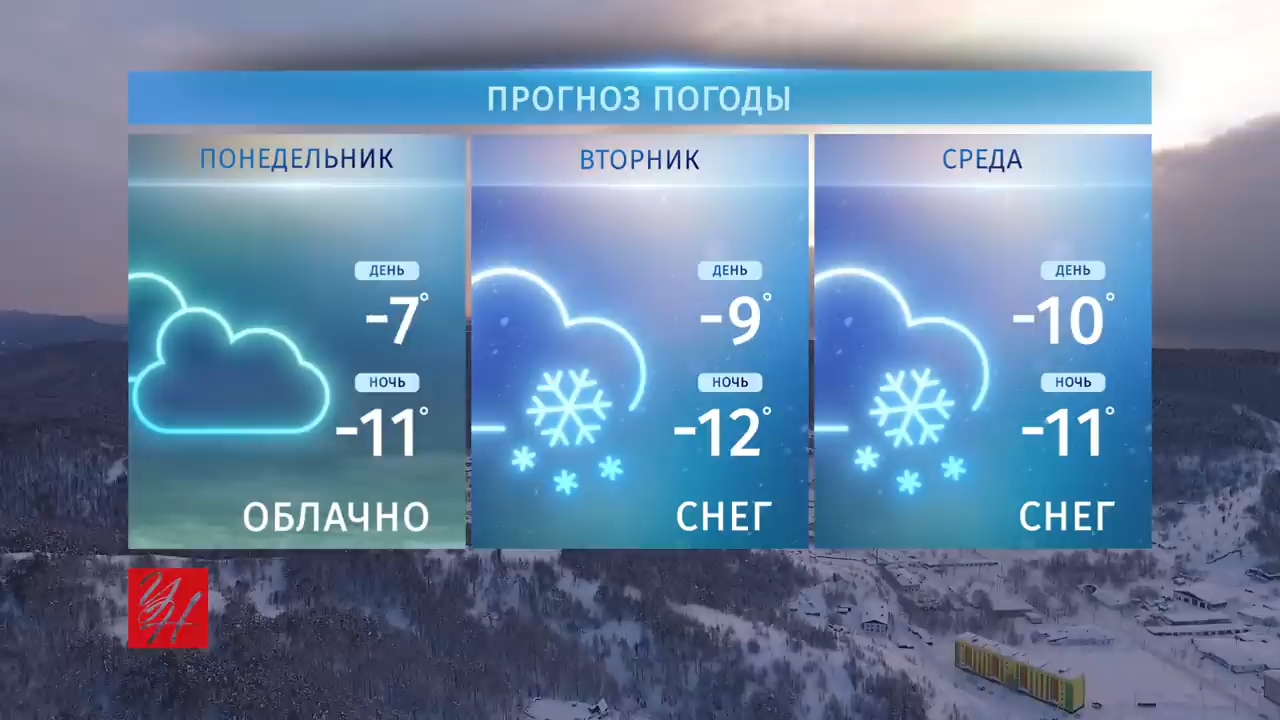 ПРОГНОЗ ПОГОДЫ
ПОНЕДЕЛЬНИК
ДЕНЬ
-7°
НОЧЬ
-11°
ОБЛАЧНО
ВТОРНИК
ДЕНЬ
-9°
НОЧЬ
-12°
СНЕГ
СРЕДА
ДЕНЬ
-10°
НОЧЬ
-11°
СНЕГ
УН